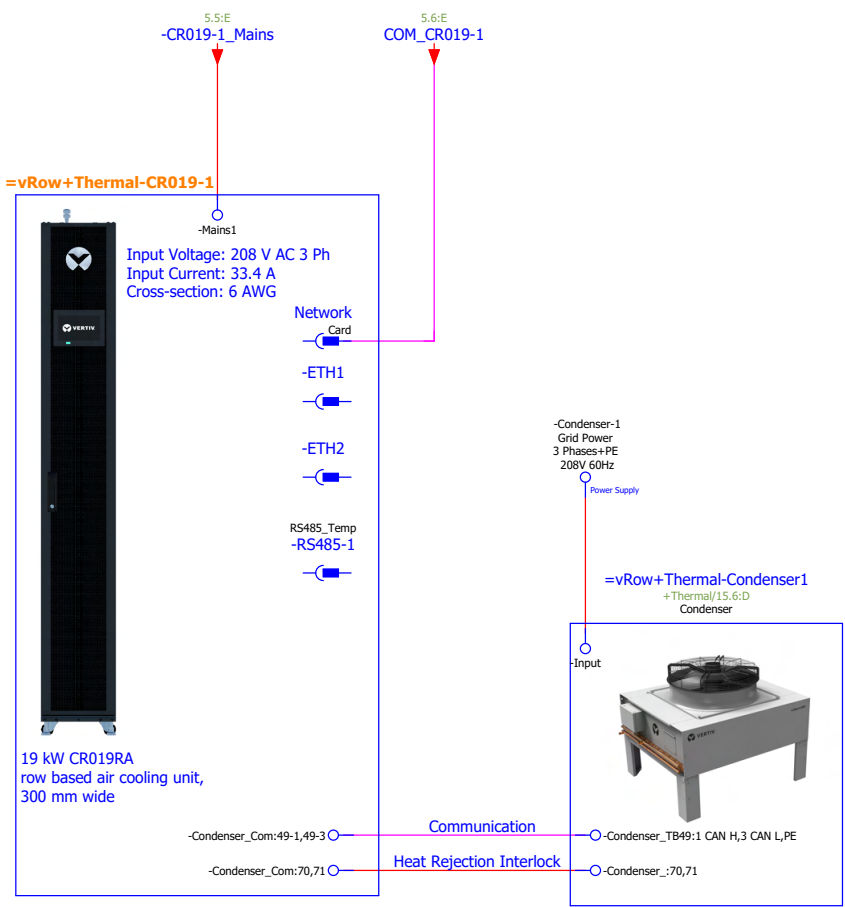 5.5:E
-CR019-1_Mains
5.6:E
COM_CR019-1
=vRow+Thermal-CR019-1
-Mains1
Input Voltage: 208 V AC 3 Ph
Input Current: 33.4 A
Cross-section: 6 AWG
Network
Card
VERTIV
-ETH1
-ETH2
RS485_Temp
-RS485-1
-Condenser-1
Grid Power
3 Phases+PE
208V 60Hz
Power Supply
=vRow+Thermal-Condenser1
+Thermal/15.6:D
Condenser
-Input
VERTIV
19 kW CR019RA
row based air cooling unit,
300 mm wide
-Condenser_Com:49-1,49-3
Communication
-Condenser_TB49:1 CAN H,3 CAN L,PE
-Condenser_Com:70,71
Heat Rejection Interlock
-Condenser_:70,71